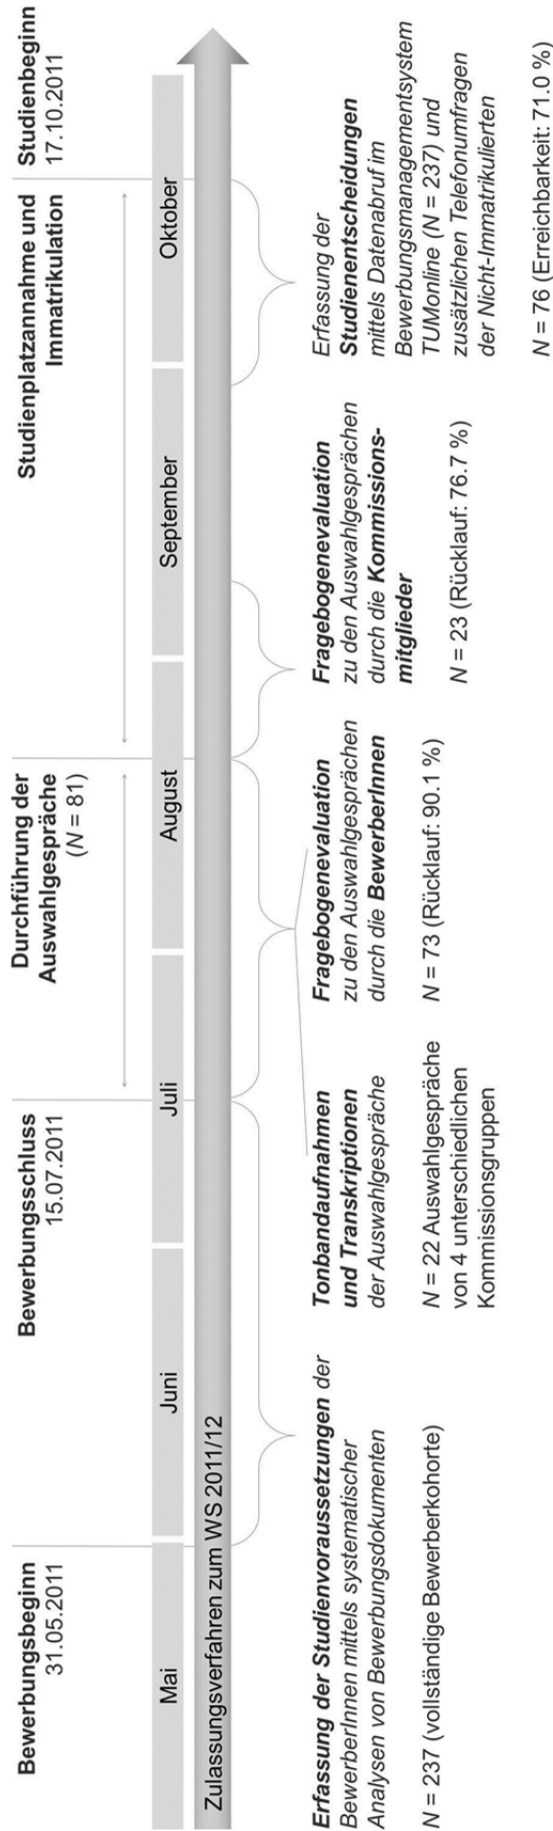 Bewerbungsbeginn
31.05.2011
Bewerbungsschluss
15.07.2011
Durchführung der
Auswahlgespräche
(N = 81)
Studienplatzannahme und
Immatrikulation
Studienbeginn
17.10.2011
Mai
Juni
Juli
August
September
Oktober
Zulassungsverfahren zum WS 2011/12
Erfassung der Studienvoraussetzungen der
BewerberInnen mittels systematischer
Analysen von Bewerbungsdokumenten
N = 237 (vollständige Bewerberkohorte)
Tonbandaufnahmen
und Transkriptionen
der Auswahlgespräche
N = 22 Auswahlgespräche
von 4 unterschiedlichen
Kommissionsgruppen
Fragebogenevaluation
zu den Auswahlgesprächen
durch die BewerberInnen
N = 73 (Rücklauf: 90.1 %)
Fragebogenevaluation
zu den Auswahlgesprächen
durch die Kommissions-
mitglieder
N = 23 (Rücklauf: 76.7 %)
Erfassung der
Studienentscheidungen
mittels Datenabruf im
Bewerbungsmanagementsystem
TUMonline (N = 237) und
zusätzlichen Telefonumfragen
der Nicht-Immatrikulierten
N = 76 (Erreichbarkeit: 71.0 %)